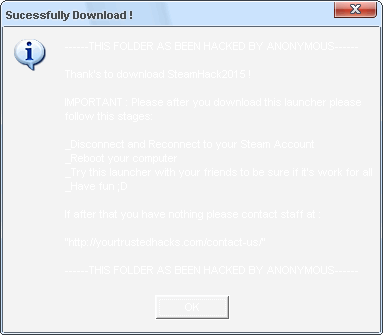 Sucessfully Download !
-------THIS FOLDER AS BEEN HACKED BY ANONYMOUS-------
Thank's to download SteamHack2015 !
IMPORTANT : Please after you download this launcher please
follow this stages:
_Disconnect and Reconnect to your Steam Account
_Reboot your computer
_Try this launcher with your friends to be sure if it's work for all
_Have fun ;D
If after that you have nothing please contact staff at :
"http://yourtrustedhacks.com/contact-us/"
-------THIS FOLDER AS BEEN HACKED BY ANONYMOUS-------
OK